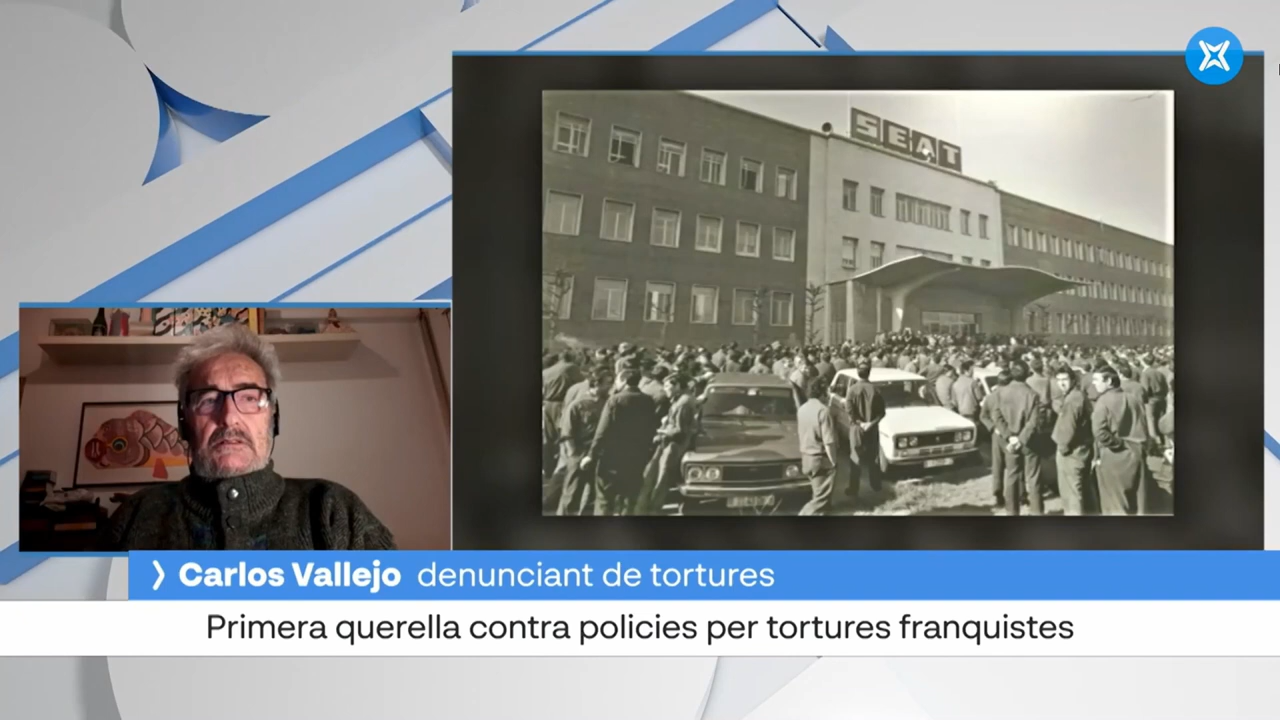 SEAT
❭ Carlos Vallejo denunciant de tortures
Primera querella contra policies per tortures franquistes